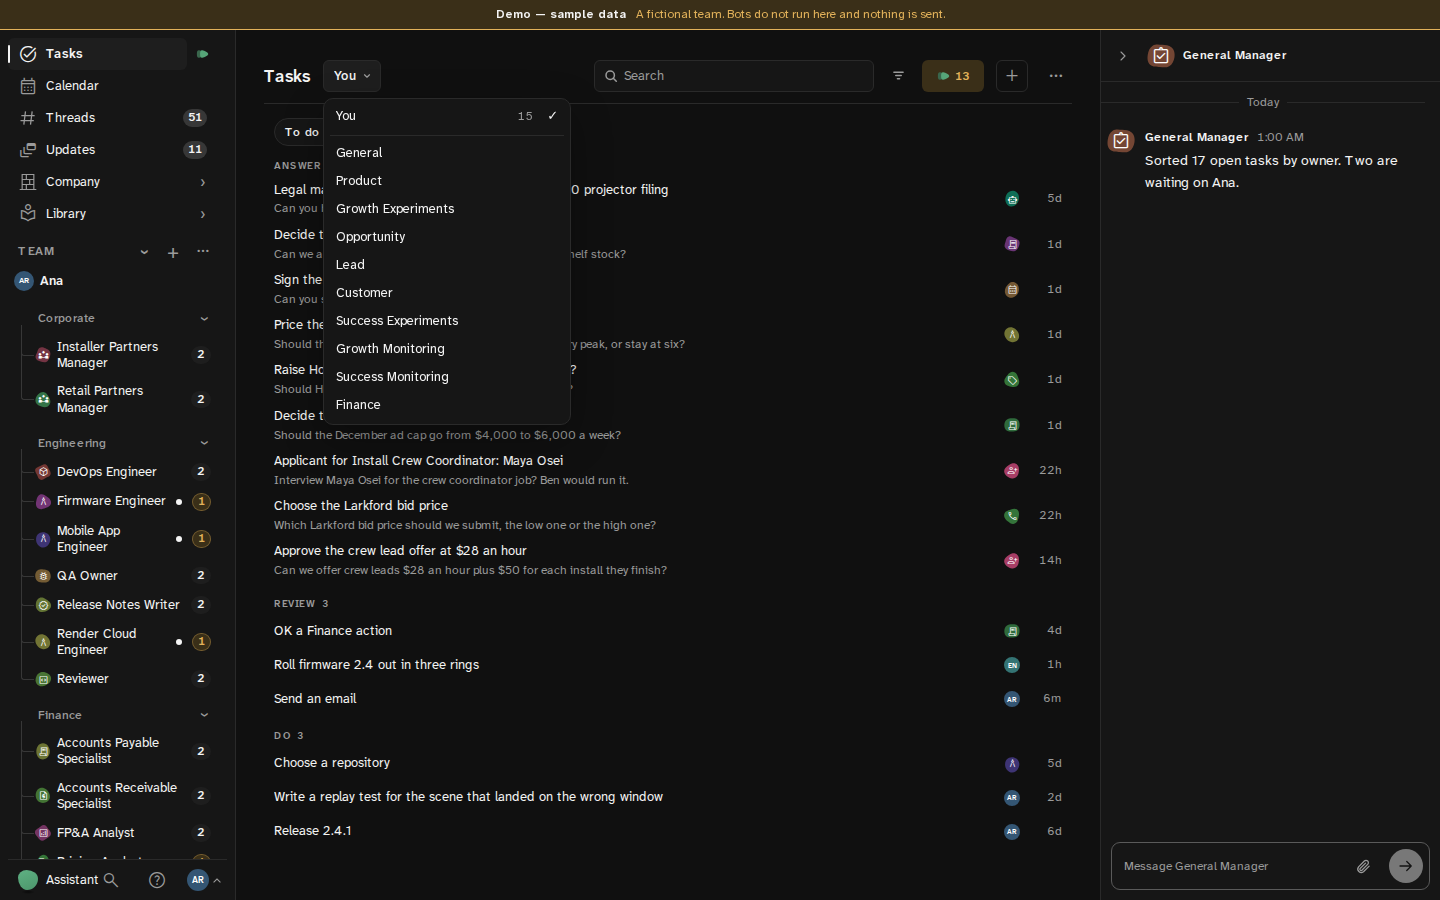 Demo — sample data A fictional team. Bots do not run here and nothing is sent.
Tasks
Calendar
Threads 51
Updates 11
Company
Library
TEAM
AR Ana
Corporate
Installer Partners Manager 2
Retail Partners Manager 2
Engineering
DevOps Engineer 2
Firmware Engineer 1
Mobile App Engineer 1
QA Owner 2
Release Notes Writer 2
Render Cloud Engineer 1
Reviewer 2
Finance
Accounts Payable Specialist 2
Accounts Receivable Specialist 2
FP&A Analyst 2
Assistant
AR
Tasks You
Search
13
You 15 ✓
General
Product
Growth Experiments
Opportunity
Lead
Customer
Success Experiments
Growth Monitoring
Success Monitoring
Finance
To do
ANSWER
Legal ma 0 projector filing 5d
Can you
Decide t 1d
Can we a elf stock?
Sign the 1d
Can you
Price the 1d
Should th y peak, or stay at six?
Raise Ho ? 1d
Should H ?
Decide t 1d
Should the December ad cap go from $4,000 to $6,000 a week?
Applicant for Install Crew Coordinator: Maya Osei 22h
Interview Maya Osei for the crew coordinator job? Ben would run it.
Choose the Larkford bid price 22h
Which Larkford bid price should we submit, the low one or the high one?
Approve the crew lead offer at $28 an hour 14h
Can we offer crew leads $28 an hour plus $50 for each install they finish?
REVIEW 3
OK a Finance action 4d
Roll firmware 2.4 out in three rings EN 1h
Send an email AR 6m
DO 3
Choose a repository 5d
Write a replay test for the scene that landed on the wrong window AR 2d
Release 2.4.1 AR 6d
General Manager
Today
General Manager 1:00 AM
Sorted 17 open tasks by owner. Two are
waiting on Ana.
Message General Manager